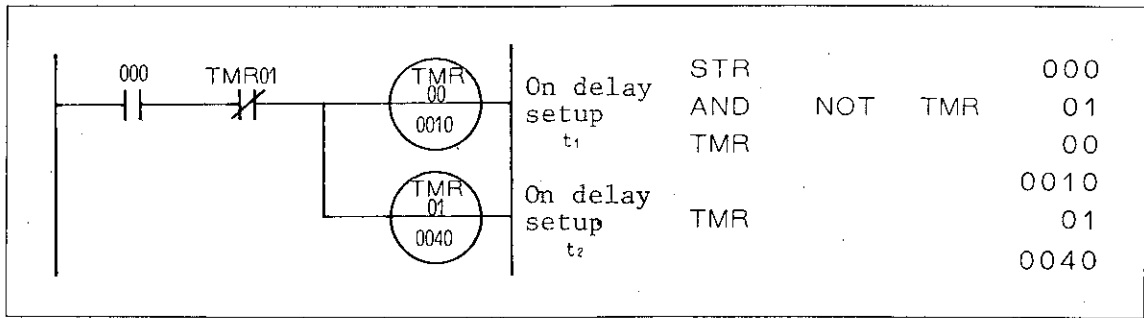 000 TMR01
TMR
00
0010
On delay
setup
t₁
TMR
01
0040
On delay
setup
t₂
STR 000
AND NOT TMR 01
TMR 00
0010
TMR 01
0040